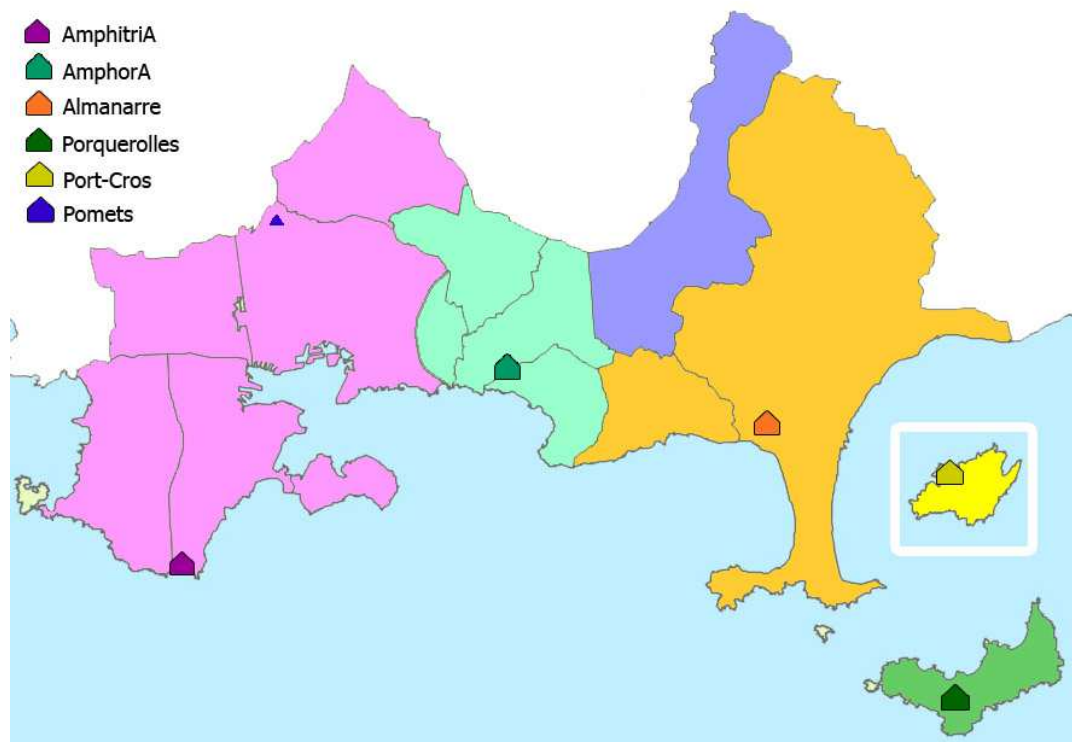 AmphitriA
AmphorA
Almanarre
Porquerolles
Port-Cros
Pomets